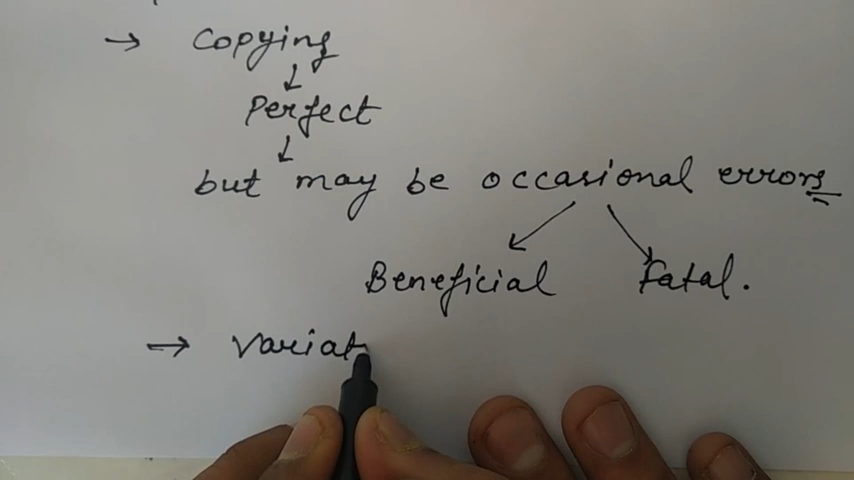 → Copying
↓
Perfect
↓
but may be occasional errors
Beneficial fatal.
→ Variat